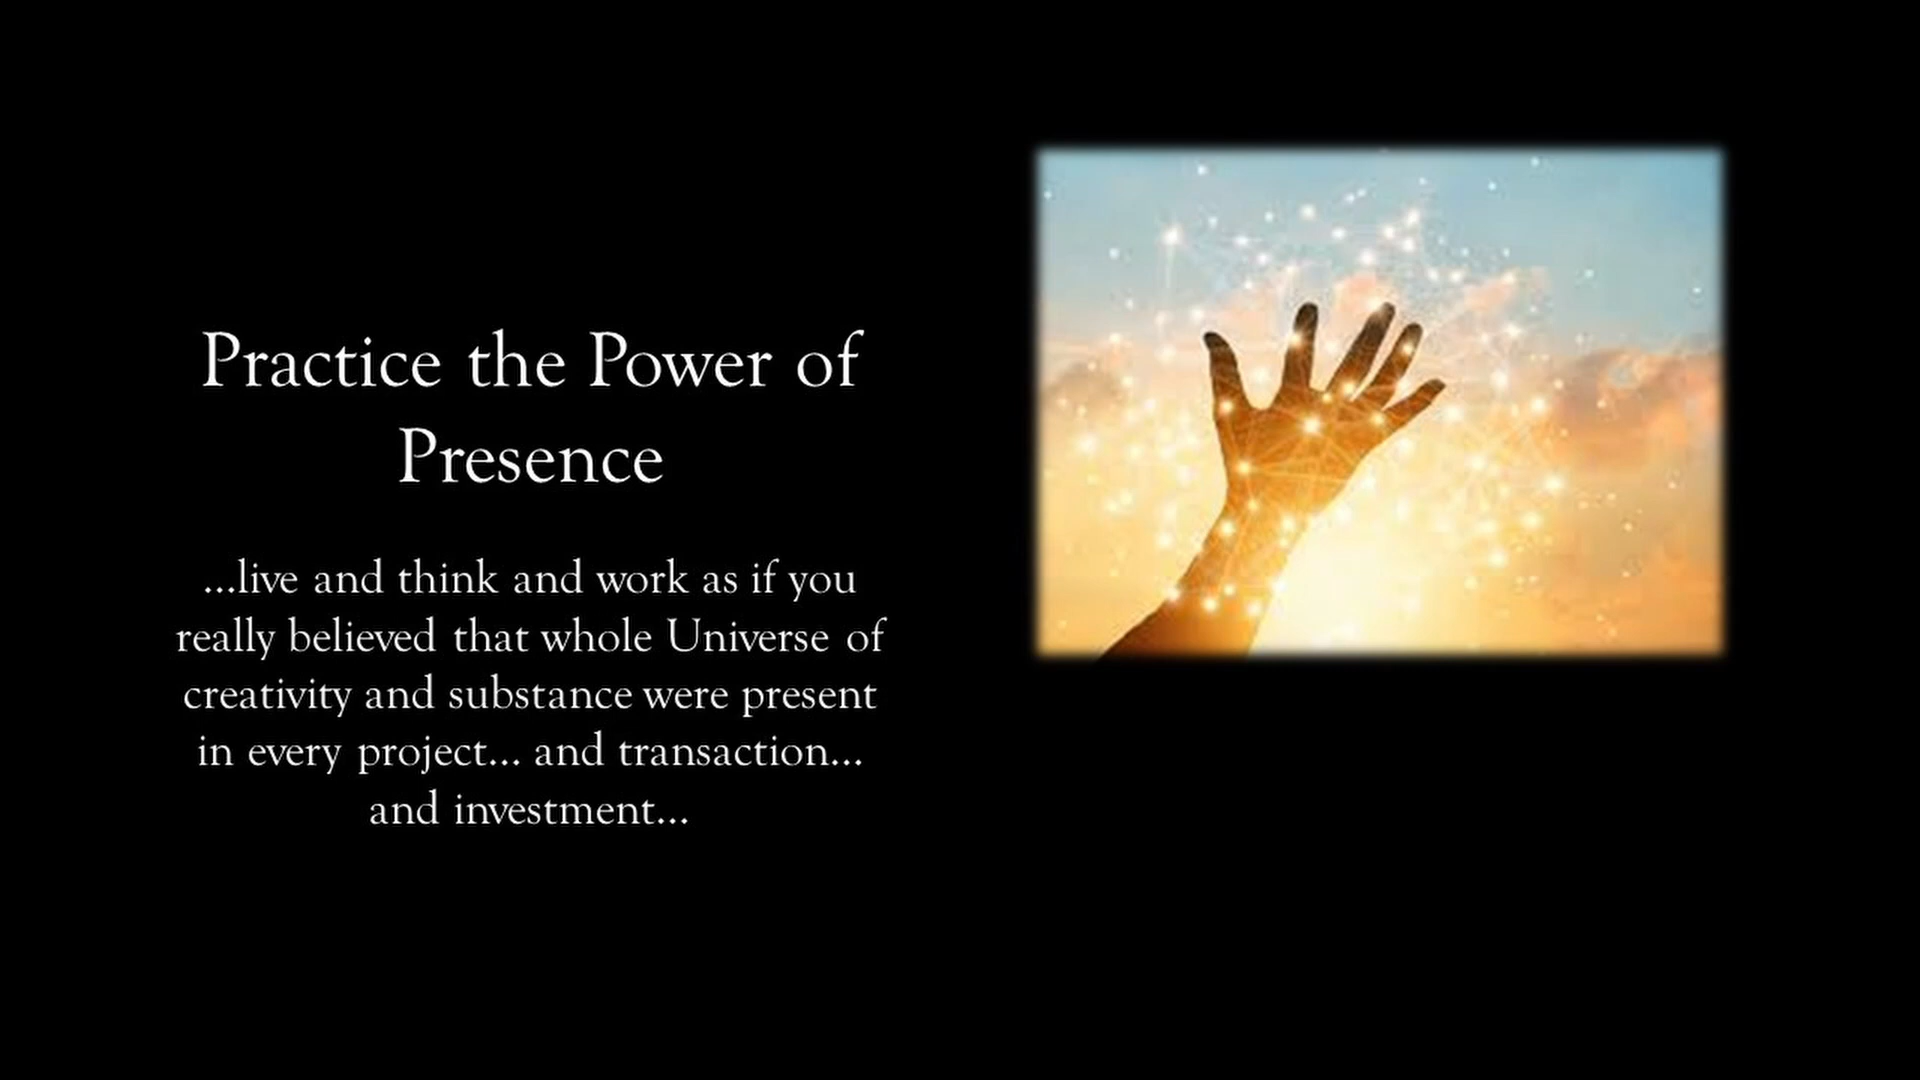 Practice the Power of
Presence
...live and think and work as if you
really believed that whole Universe of
creativity and substance were present
in every project... and transaction...
and investment...